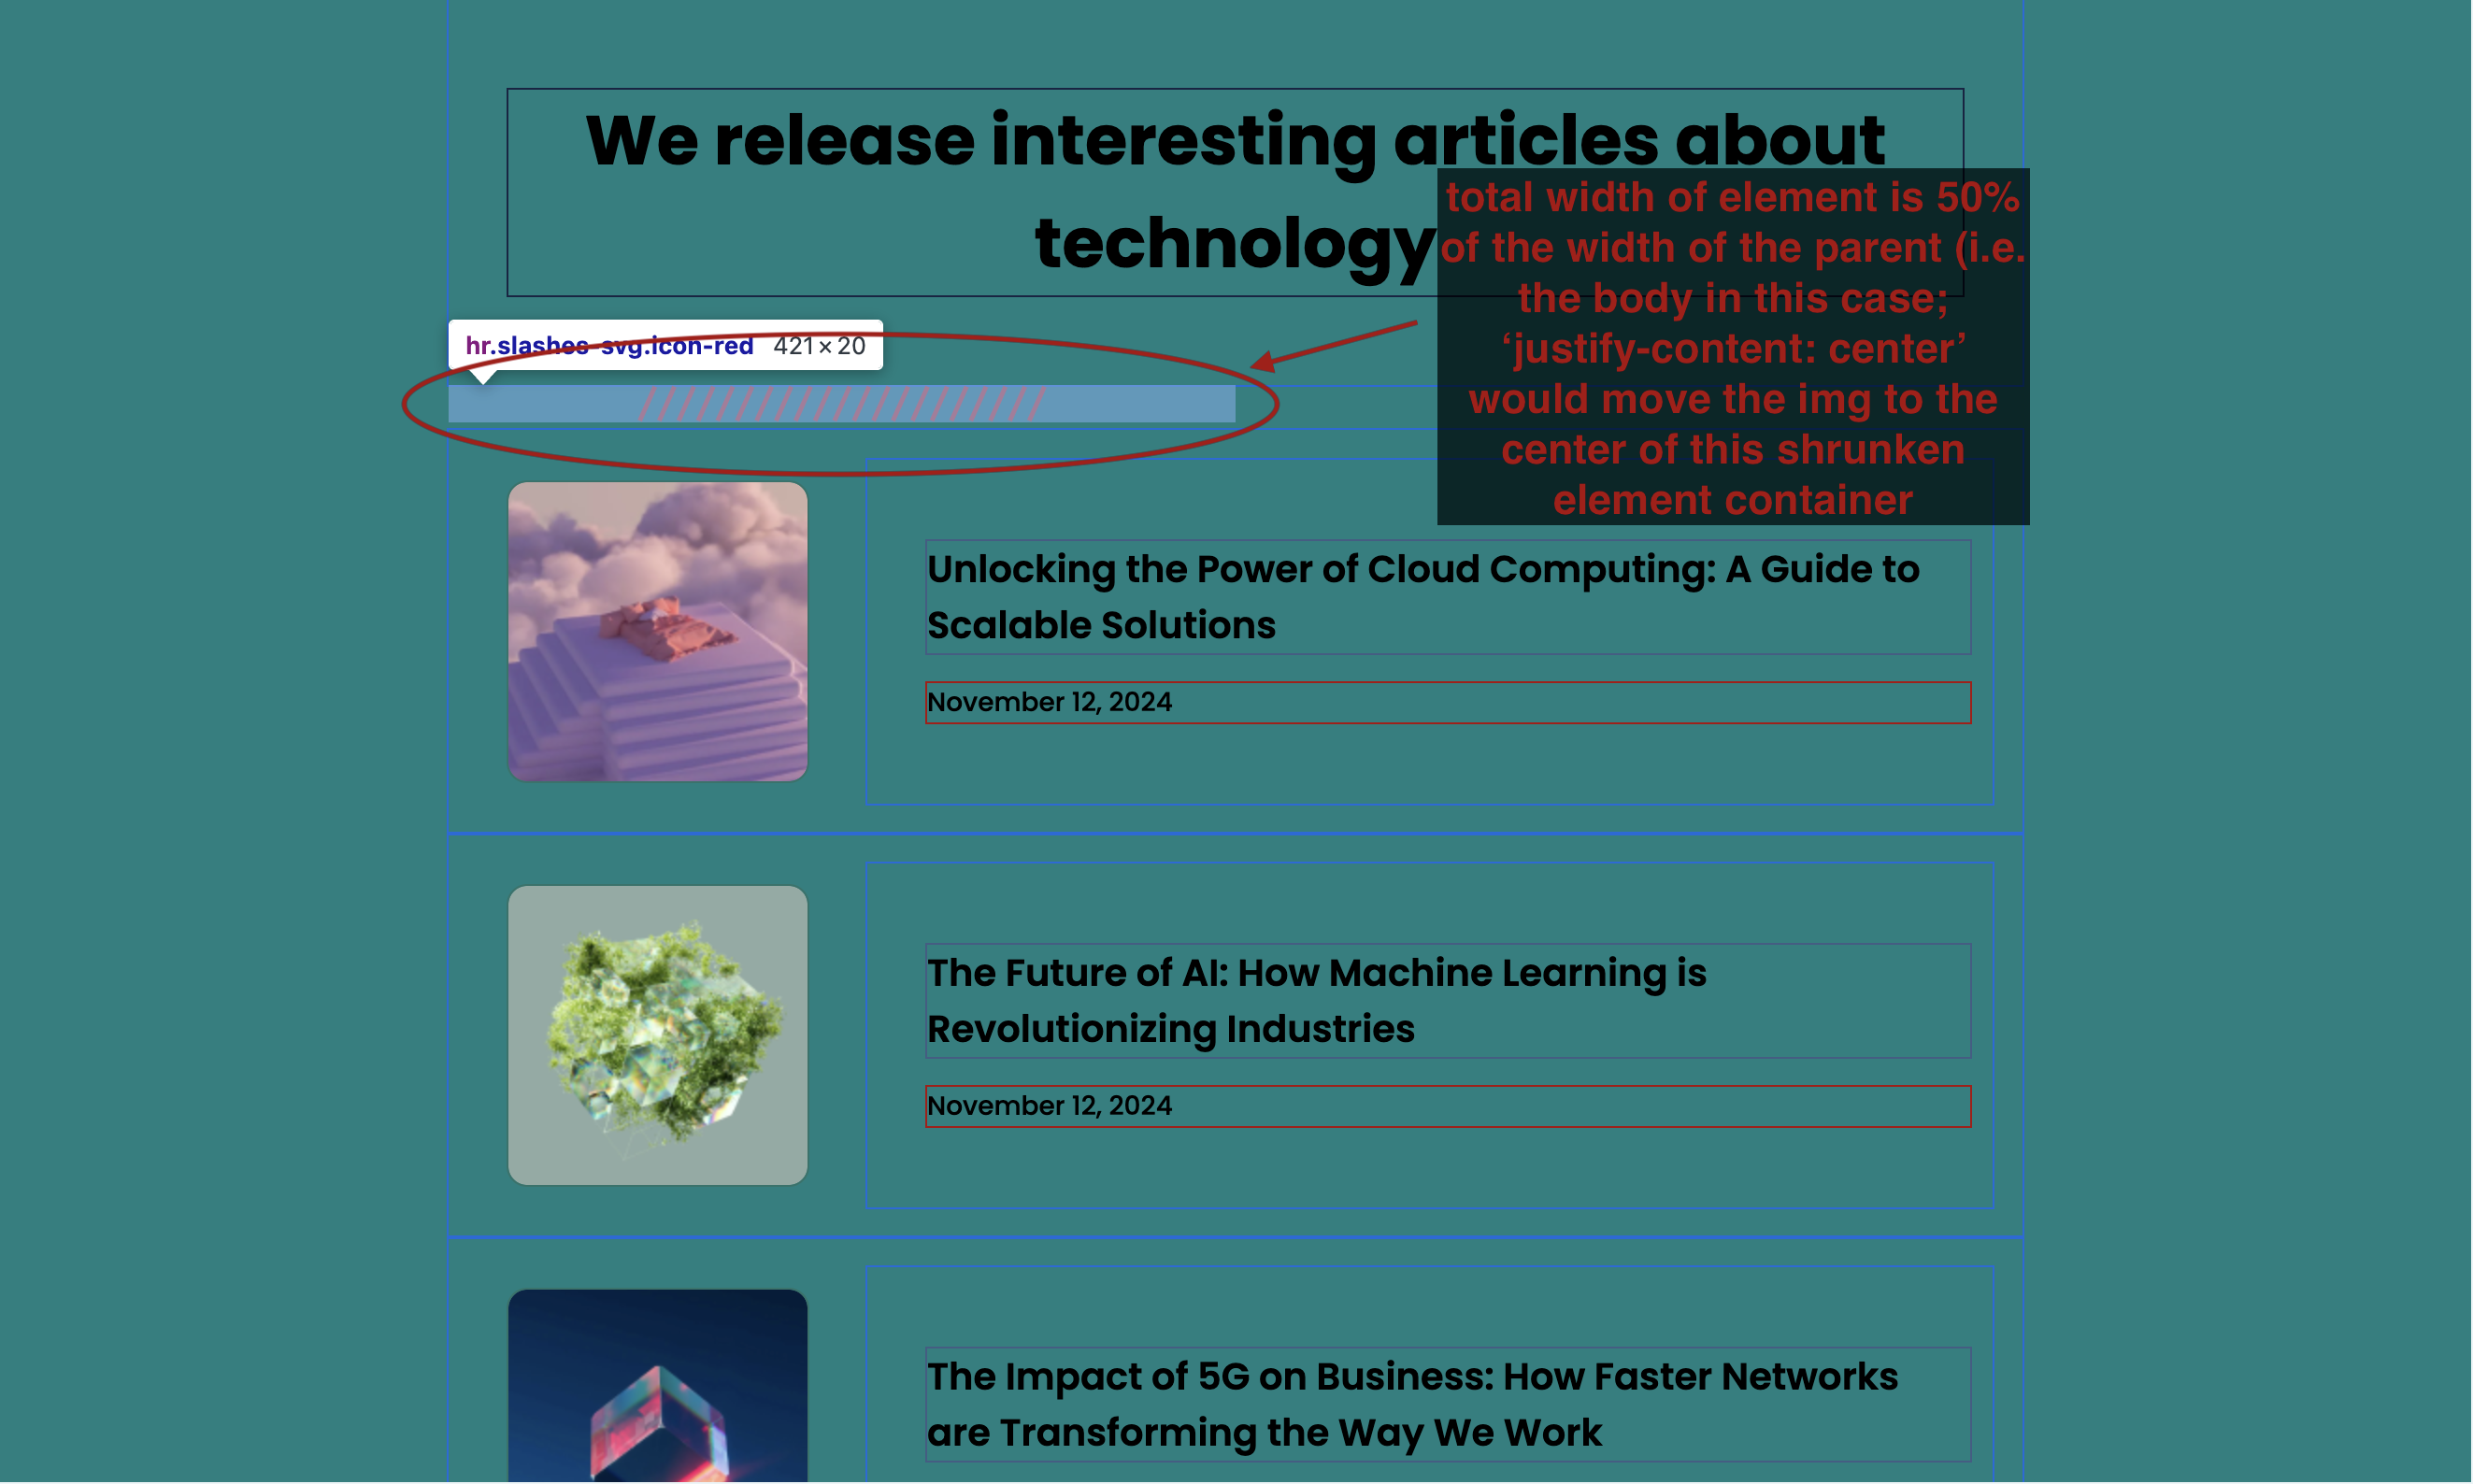 We release interesting articles about
technology
total width of element is 50%
of the width of the parent (i.e.
the body in this case;
‘justify-content: center’
would move the img to the
center of this shrunken
element container
hr.slashes-svg.icon-red 421×20
Unlocking the Power of Cloud Computing: A Guide to
Scalable Solutions
November 12, 2024
The Future of AI: How Machine Learning is
Revolutionizing Industries
November 12, 2024
The Impact of 5G on Business: How Faster Networks
are Transforming the Way We Work